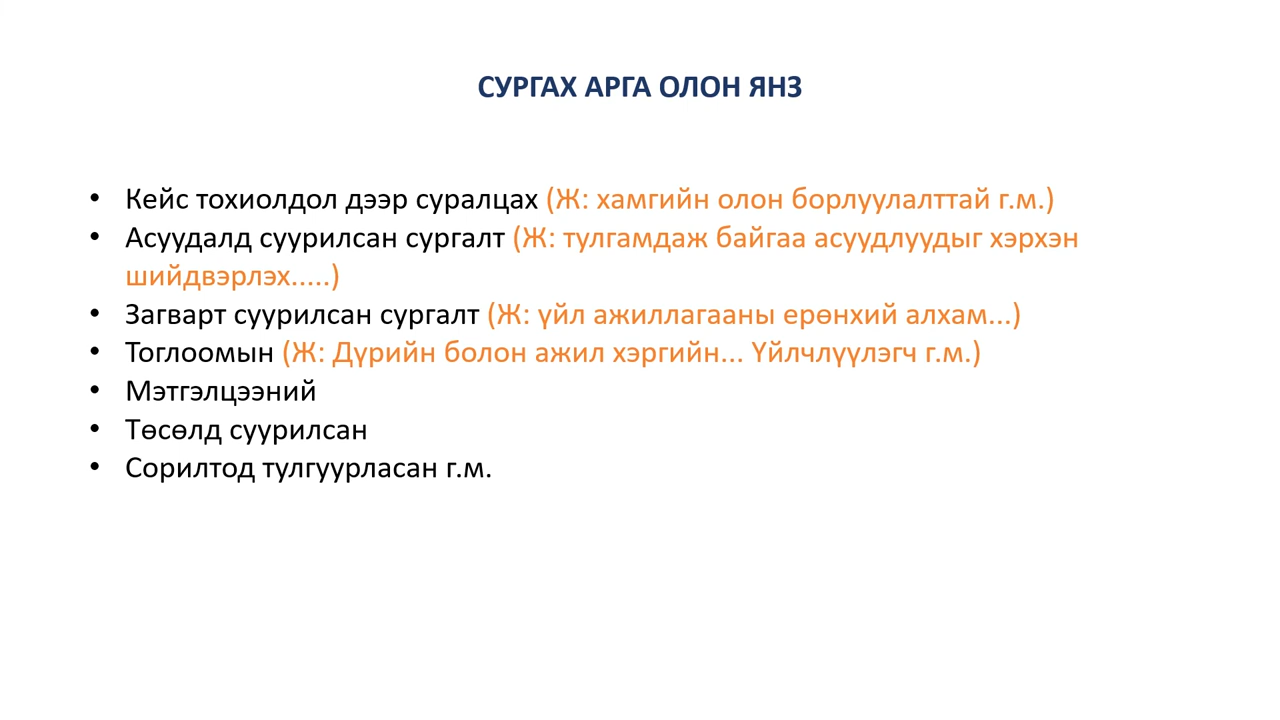 СУРГАХ АРГА ОЛОН ЯНЗ
• Кейс тохиолдол дээр суралцах (Ж: хамгийн олон борлуулалттай г.м.)
• Асуудалд суурилсан сургалт (Ж: тулгамдаж байгаа асуудлуудыг хэрхэн
шийдвэрлэх.....)
• Загварт суурилсан сургалт (Ж: үйл ажиллагааны ерөнхий алхам...)
• Тоглоомын (Ж: Дүрийн болон ажил хэргийн... Үйлчлүүлэгч г.м.)
• Мэтгэлцээний
• Төсөлд суурилсан
• Сорилтод тулгуурласан г.м.